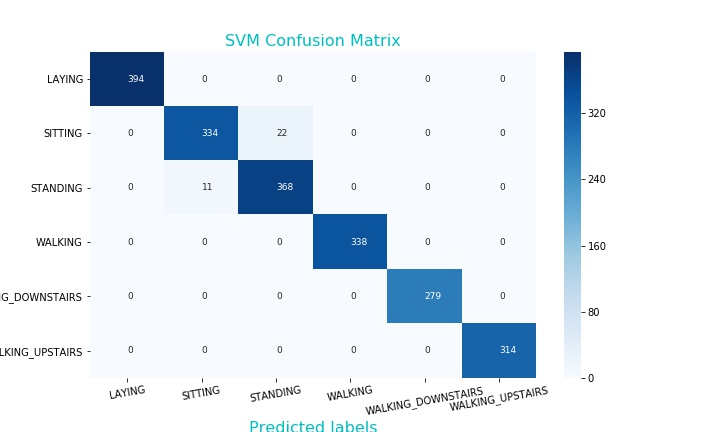 SVM Confusion Matrix
LAYING 394 0 0 0 0 0
SITTING 0 334 22 0 0 0
STANDING 0 11 368 0 0 0
WALKING 0 0 0 338 0 0
G_DOWNSTAIRS 0 0 0 0 279 0
LKING_UPSTAIRS 0 0 0 0 0 314
320
240
160
80
0
LAYING SITTING STANDING WALKING WALKING_DOWNSTAIRS WALKING_UPSTAIRS
Predicted labels